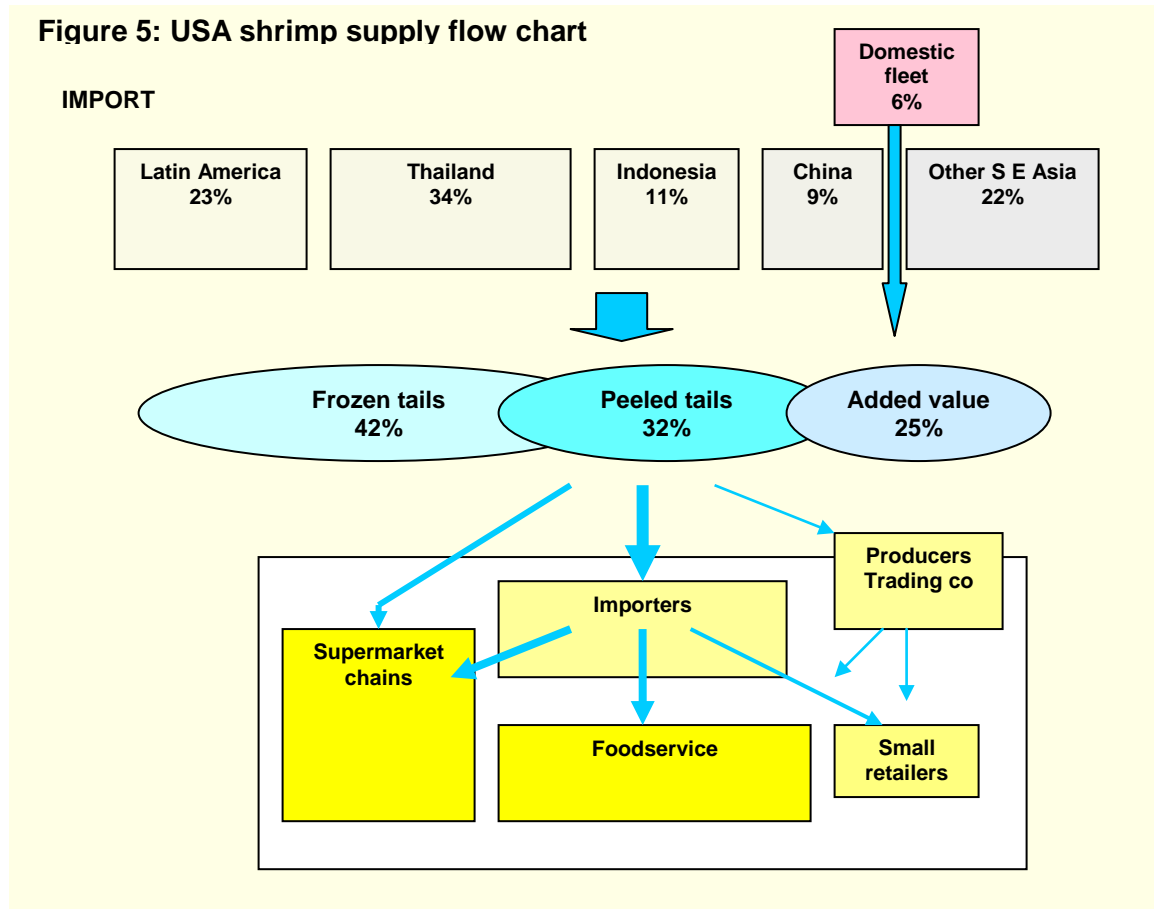 Figure 5: USA shrimp supply flow chart
Domestic
fleet
6%
IMPORT
Latin America
23%
Thailand
34%
Indonesia
11%
China
9%
Other S E Asia
22%
Frozen tails
42%
Peeled tails
32%
Added value
25%
Producers
Trading co
Importers
Supermarket
chains
Foodservice
Small
retailers